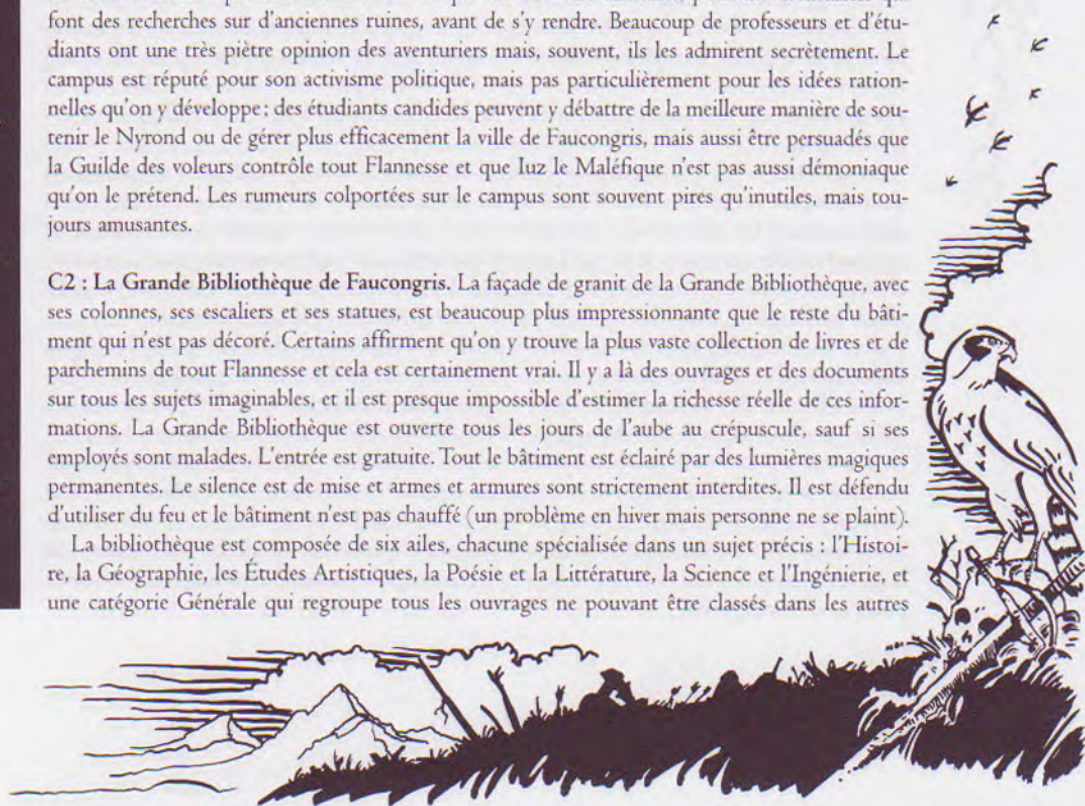 font des recherches sur d'anciennes ruines, avant de s'y rendre. Beaucoup de professeurs et d'étu-
diants ont une très piètre opinion des aventuriers mais, souvent, ils les admirent secrètement. Le
campus est réputé pour son activisme politique, mais pas particulièrement pour les idées ration-
nelles qu'on y développe ; des étudiants candides peuvent y débattre de la meilleure manière de sou-
tenir le Nyrond ou de gérer plus efficacement la ville de Faucongris, mais aussi être persuadés que
la Guilde des voleurs contrôle tout Flannesse et que Iuz le Maléfique n'est pas aussi démoniaque
qu'on le prétend. Les rumeurs colportées sur le campus sont souvent pires qu'inutiles, mais tou-
jours amusantes.
C2 : La Grande Bibliothèque de Faucongris. La façade de granit de la Grande Bibliothèque, avec
ses colonnes, ses escaliers et ses statues, est beaucoup plus impressionnante que le reste du bâti-
ment qui n'est pas décoré. Certains affirment qu'on y trouve la plus vaste collection de livres et de
parchemins de tout Flannesse et cela est certainement vrai. Il y a là des ouvrages et des documents
sur tous les sujets imaginables, et il est presque impossible d'estimer la richesse réelle de ces infor-
mations. La Grande Bibliothèque est ouverte tous les jours de l'aube au crépuscule, sauf si ses
employés sont malades. L'entrée est gratuite. Tout le bâtiment est éclairé par des lumières magiques
permanentes. Le silence est de mise et armes et armures sont strictement interdites. Il est défendu
d'utiliser du feu et le bâtiment n'est pas chauffé (un problème en hiver mais personne ne se plaint).
La bibliothèque est composée de six ailes, chacune spécialisée dans un sujet précis : l'Histoi-
re, la Géographie, les Études Artistiques, la Poésie et la Littérature, la Science et l'Ingénierie, et
une catégorie Générale qui regroupe tous les ouvrages ne pouvant être classés dans les autres